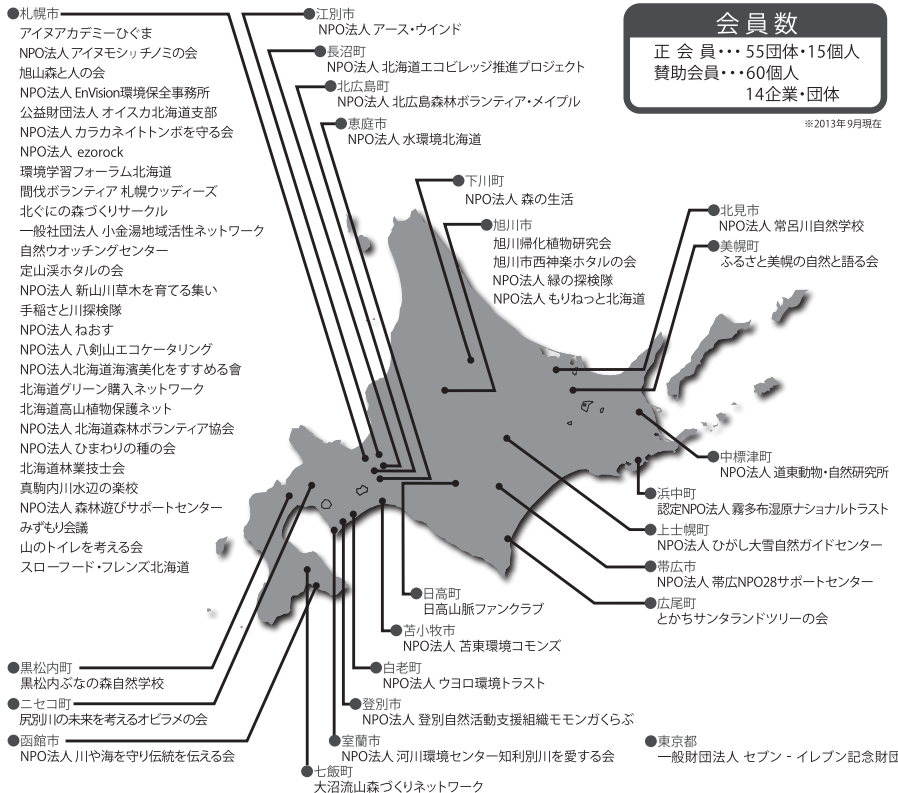 ●札幌市
アイヌアカデミーひぐま
NPO法人 アイヌモシㇼチノミの会
旭山森と人の会
NPO法人 EnVision環境保全事務所
公益財団法人 オイスカ北海道支部
NPO法人 カラカネイトトンボを守る会
NPO法人 ezorock
環境学習フォーラム北海道
間伐ボランティア 札幌ウッディーズ
北ぐにの森づくりサークル
一般社団法人 小金湯地域活性ネットワーク
自然ウオッチングセンター
定山渓ホタルの会
NPO法人 新山川草木を育てる集い
手稲さと川探検隊
NPO法人 ねおす
NPO法人 八剣山エコケータリング
NPO法人北海道海濱美化をすすめる會
北海道グリーン購入ネットワーク
北海道高山植物保護ネット
NPO法人 北海道森林ボランティア協会
NPO法人 ひまわりの種の会
北海道林業技士会
真駒内川水辺の楽校
NPO法人 森林遊びサポートセンター
みずもり会議
山のトイレを考える会
スローフード・フレンズ北海道
●江別市
NPO法人 アース・ウインド
●長沼町
NPO法人 北海道エコビレッジ推進プロジェクト
●北広島町
NPO法人 北広島森林ボランティア・メイプル
●恵庭市
NPO法人 水環境北海道
会員数
正 会 員・・・55団体・15個人
賛助会員・・・60個人
14企業・団体
※2013年9月現在
●下川町
NPO法人 森の生活
●旭川市
旭川帰化植物研究会
旭川市西神楽ホタルの会
NPO法人 緑の探検隊
NPO法人 もりねっと北海道
●北見市
NPO法人 常呂川自然学校
●美幌町
ふるさと美幌の自然と語る会
●中標津町
NPO法人 道東動物・自然研究所
●浜中町
認定NPO法人 霧多布湿原ナショナルトラスト
●上士幌町
NPO法人 ひがし大雪自然ガイドセンター
●帯広市
NPO法人 帯広NPO28サポートセンター
●広尾町
とかちサンタランドツリーの会
●日高町
日高山脈ファンクラブ
●苫小牧市
NPO法人 苫東環境コモンズ
●白老町
NPO法人 ウヨロ環境トラスト
●登別市
NPO法人 登別自然活動支援組織モモンガくらぶ
●室蘭市
NPO法人 河川環境センター知利別川を愛する会
●七飯町
大沼流山森づくりネットワーク
●黒松内町
黒松内ぶなの森自然学校
●ニセコ町
尻別川の未来を考えるオビラメの会
●函館市
NPO法人 川や海を守り伝統を伝える会
●東京都
一般財団法人 セブン‐イレブン記念財団